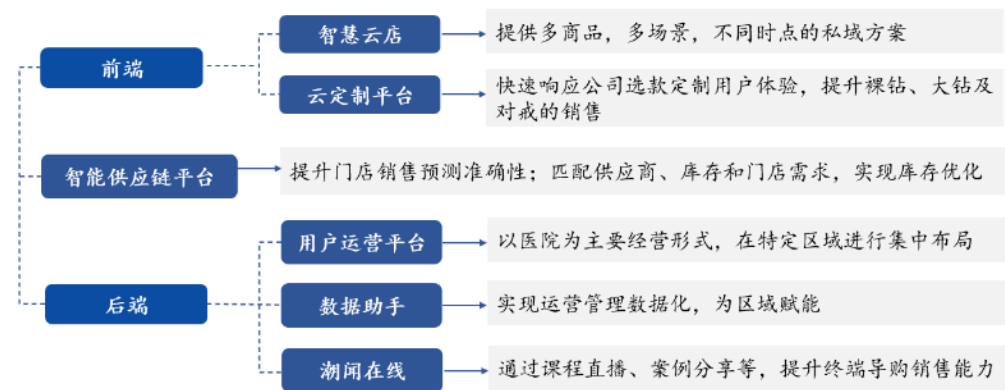 智慧云店
提供多商品，多场景，不同时点的私域方案
前端
云定制平台
快速响应公司选款定制用户体验，提升裸钻、大钻及
对戒的销售
智能供应链平台
提升门店销售预测准确性；匹配供应商、库存和门店需求，实现库存优化
用户运营平台
以医院为主要经营形式，在特定区域进行集中布局
后端
数据助手
实现运营管理数据化，为区域赋能
潮闻在线
通过课程直播、案例分享等，提升终端导购销售能力